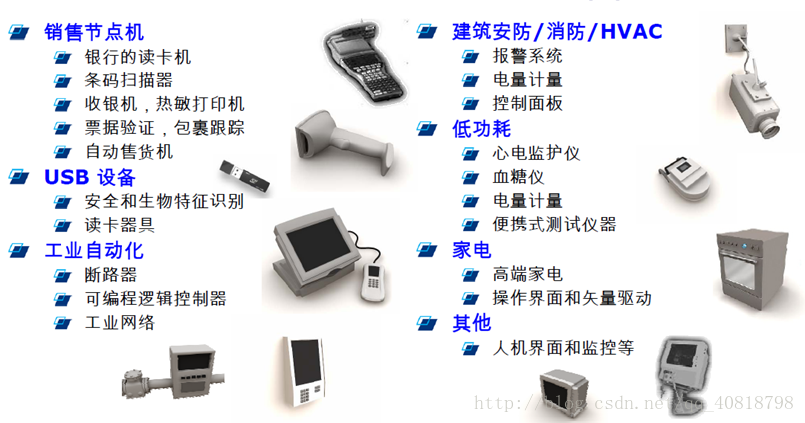 销售节点机
银行的读卡机
条码扫描器
收银机，热敏打印机
票据验证，包裹跟踪
自动售货机
USB 设备
安全和生物特征识别
读卡器具
工业自动化
断路器
可编程逻辑控制器
工业网络
建筑安防/消防/HVAC
报警系统
电量计量
控制面板
低功耗
心电监护仪
血糖仪
电量计量
便携式测试仪器
家电
高端家电
操作界面和矢量驱动
其他
人机界面和监控等
http://blog.csdn.net/qq_40818798